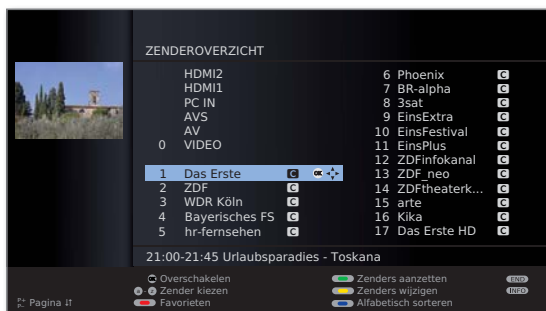 ZENDEROVERZICHT
HDMI2
HDMI1
PC IN
AVS
AV
0 VIDEO
1 Das Erste C OK
2 ZDF C
3 WDR Köln C
4 Bayerisches FS C
5 hr-fernsehen C
6 Phoenix C
7 BR-alpha C
8 3sat C
9 EinsExtra C
10 EinsFestival C
11 EinsPlus C
12 ZDFinfokanal C
13 ZDF_neo C
14 ZDFtheaterk... C
15 arte C
16 Kika C
17 Das Erste HD C
21:00-21:45 Urlaubsparadies - Toskana
OK Overschakelen
Zender kiezen
Favorieten
Zenders aanzetten END
Zenders wijzigen INFO
Alfabetisch sorteren
P+ P- Pagina